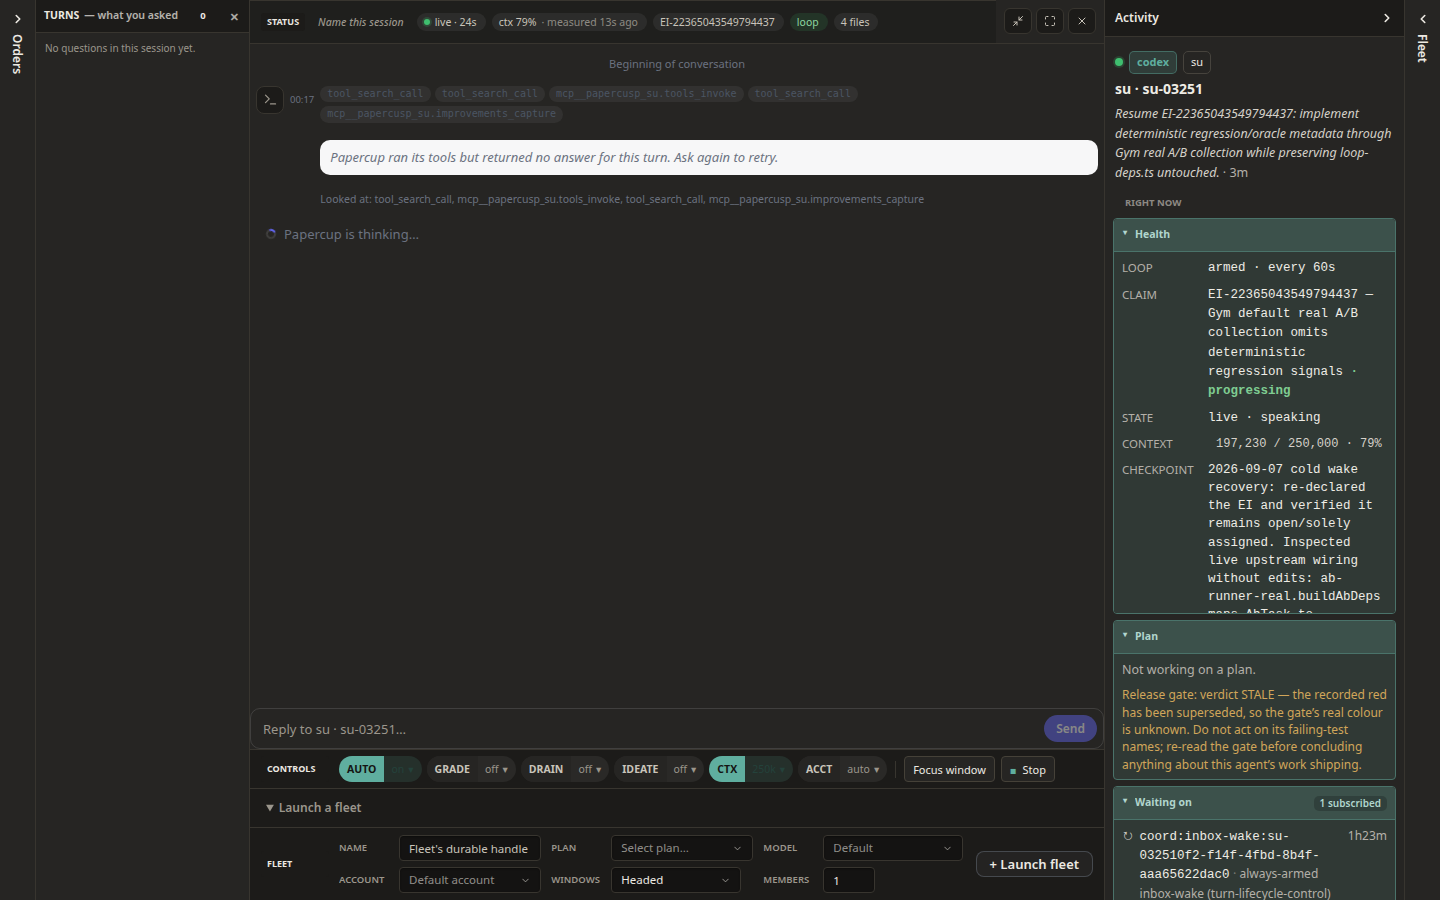 Orders
TURNS — what you asked 0 ×
No questions in this session yet.
STATUS Name this session live · 24s ctx 79% · measured 13s ago EI-22365043549794437 loop 4 files
Beginning of conversation
00:17 tool_search_call tool_search_call mcp__papercusp_su.tools_invoke tool_search_call
mcp__papercusp_su.improvements_capture
Papercup ran its tools but returned no answer for this turn. Ask again to retry.
Looked at: tool_search_call, mcp__papercusp_su.tools_invoke, tool_search_call, mcp__papercusp_su.improvements_capture
Papercup is thinking...
Reply to su · su-03251...
Send
CONTROLS AUTO on ▾ GRADE off ▾ DRAIN off ▾ IDEATE off ▾ CTX 250k ▾ ACCT auto ▾ Focus window ■ Stop
▼ Launch a fleet
FLEET
NAME Fleet's durable handle PLAN Select plan... MODEL Default
ACCOUNT Default account WINDOWS Headed MEMBERS 1
+ Launch fleet
Activity
codex su
su · su-03251
Resume EI-22365043549794437: implement
deterministic regression/oracle metadata through
Gym real A/B collection while preserving loop-
deps.ts untouched. · 3m
RIGHT NOW
▾ Health
LOOP armed · every 60s
CLAIM EI-22365043549794437 —
Gym default real A/B
collection omits
deterministic
regression signals ·
progressing
STATE live · speaking
CONTEXT 197,230 / 250,000 · 79%
CHECKPOINT 2026-09-07 cold wake
recovery: re-declared
the EI and verified it
remains open/solely
assigned. Inspected
live upstream wiring
without edits: ab-
runner-real.buildAbDeps
maps AbTask to
▾ Plan
Not working on a plan.
Release gate: verdict STALE — the recorded red
has been superseded, so the gate's real colour
is unknown. Do not act on its failing-test
names; re-read the gate before concluding
anything about this agent's work shipping.
▾ Waiting on 1 subscribed
↻ coord:inbox-wake:su- 1h23m
032510f2-f14f-4fbd-8b4f-
aaa65622dac0 · always-armed
inbox-wake (turn-lifecycle-control)
Fleet